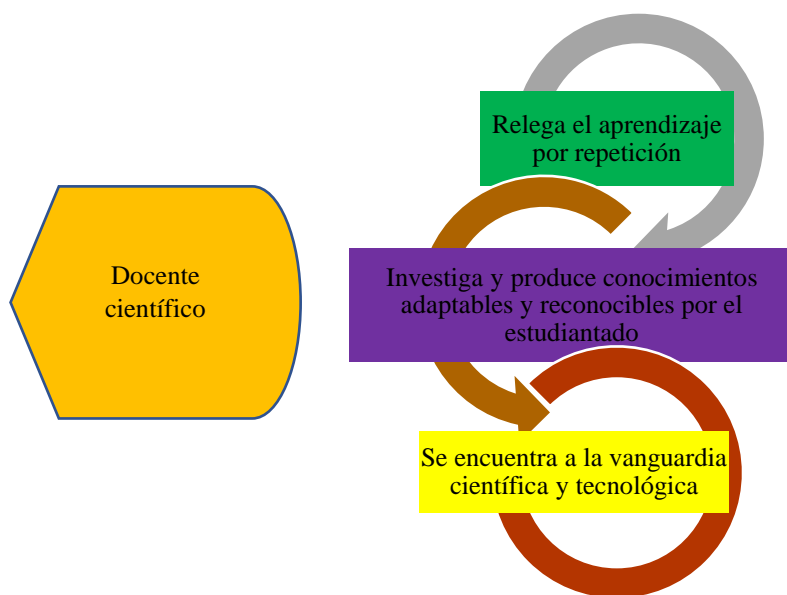 Relega el aprendizaje
por repetición
Docente
científico
Investiga y produce conocimientos
adaptables y reconocibles por el
estudiantado
Se encuentra a la vanguardia
científica y tecnológica